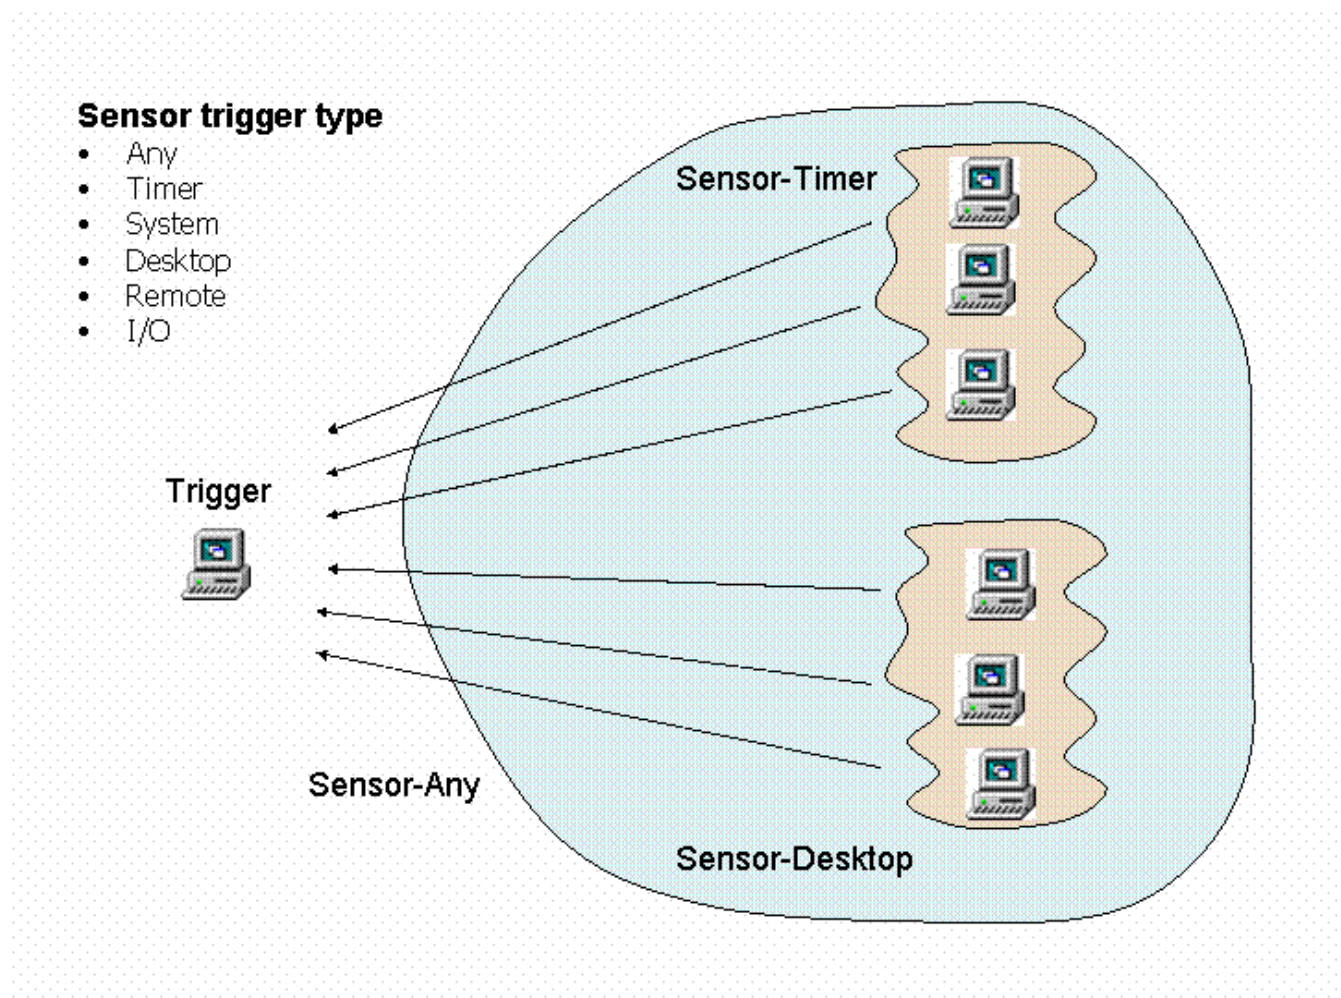 Sensor trigger type
• Any
• Timer
• System
• Desktop
• Remote
• I/O
Sensor-Timer
Trigger
Sensor-Any
Sensor-Desktop